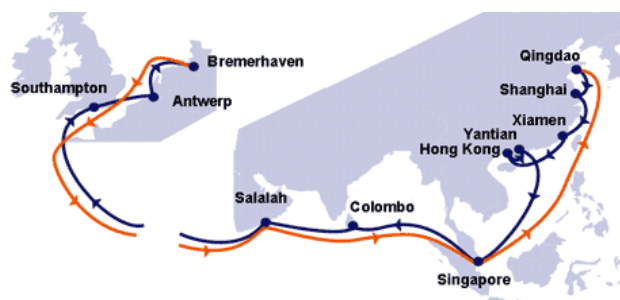 Bremerhaven
Southampton
Antwerp
Qingdao
Shanghai
Xiamen
Yantian
Hong Kong
Salalah
Colombo
Singapore